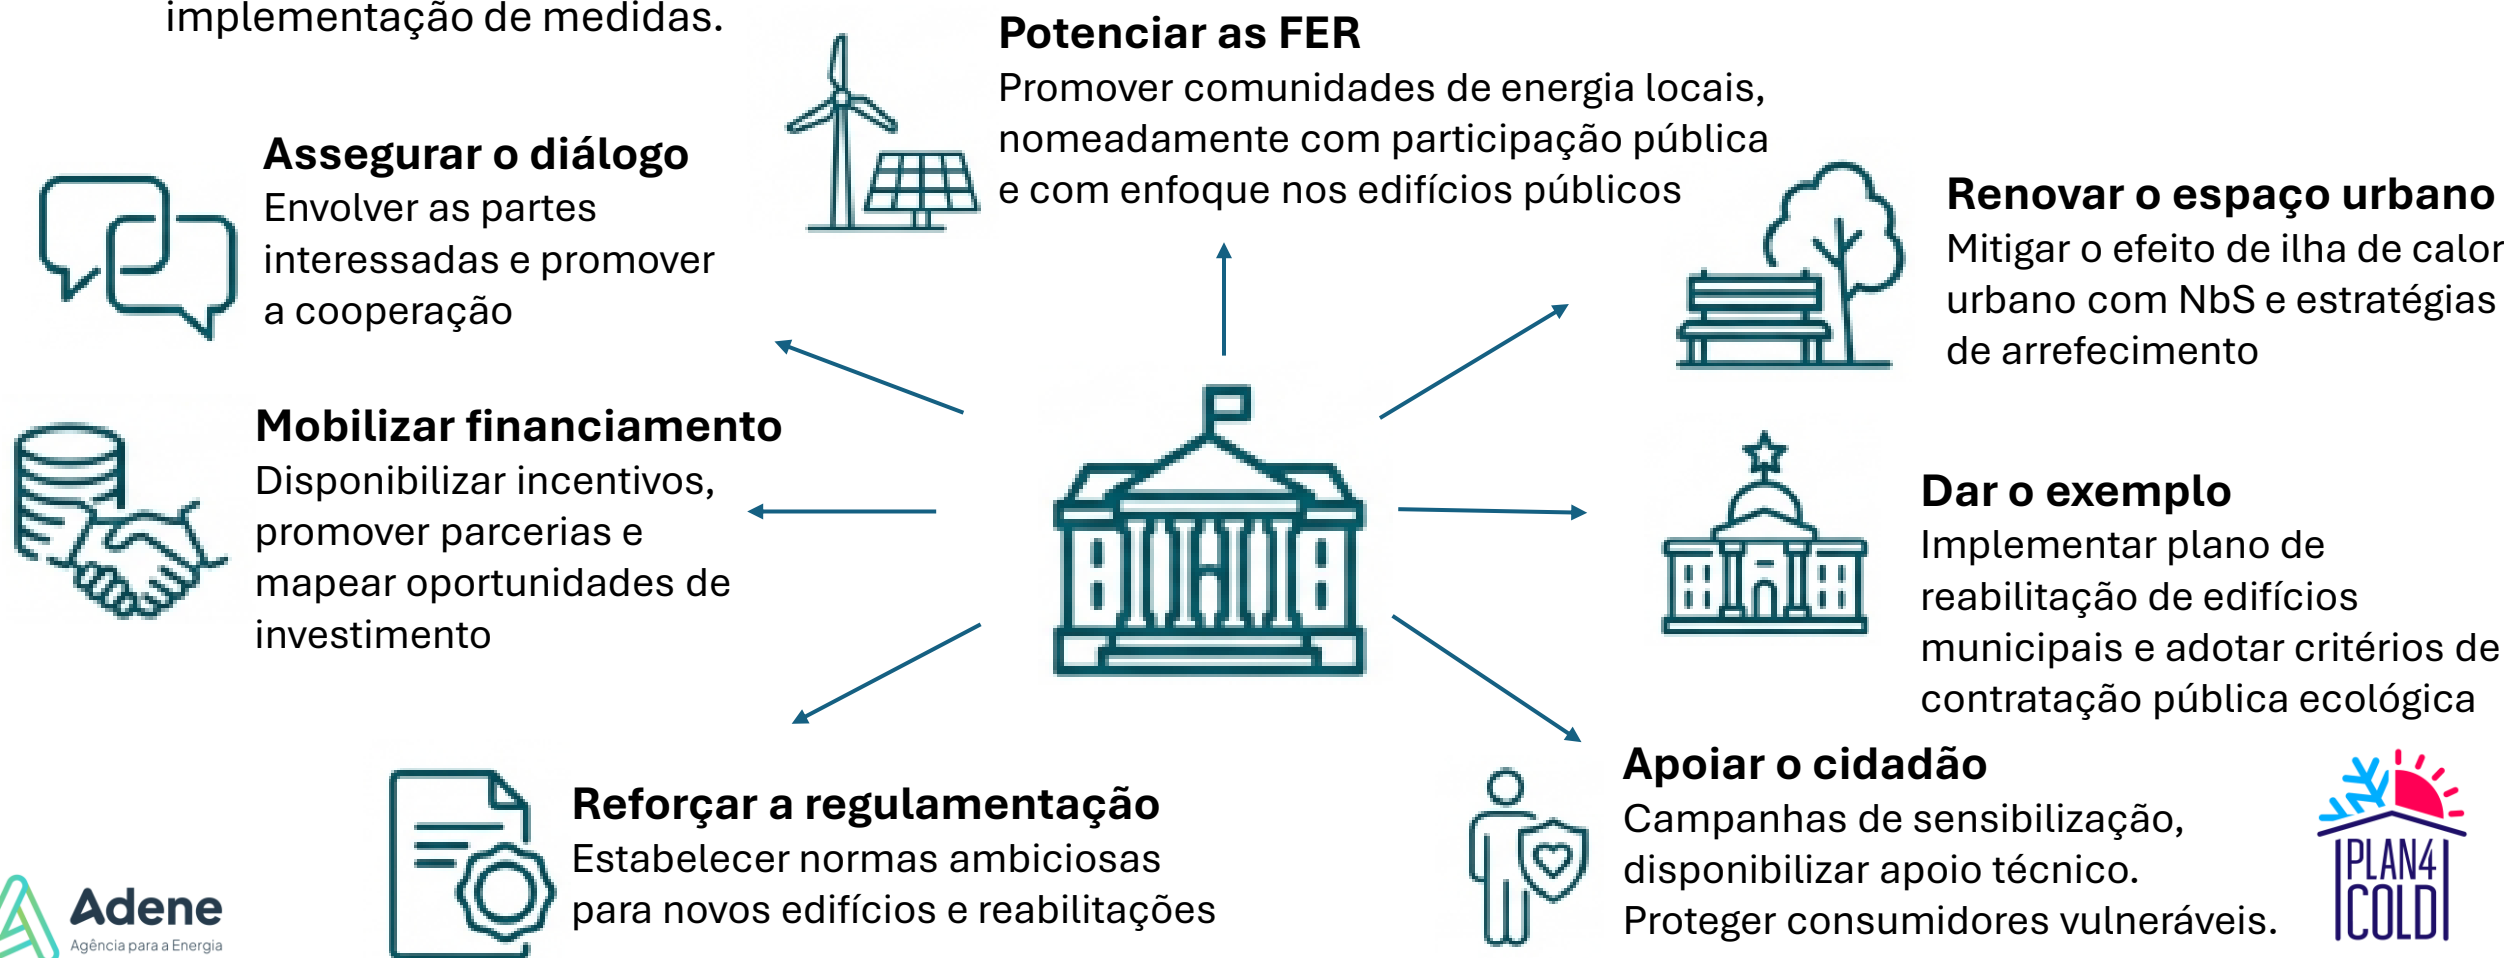 implementação de medidas.
Potenciar as FER
Promover comunidades de energia locais,
nomeadamente com participação pública
e com enfoque nos edifícios públicos
Assegurar o diálogo
Envolver as partes
interessadas e promover
a cooperação
Renovar o espaço urbano
Mitigar o efeito de ilha de calor
urbano com NbS e estratégias
de arrefecimento
Mobilizar financiamento
Disponibilizar incentivos,
promover parcerias e
mapear oportunidades de
investimento
Dar o exemplo
Implementar plano de
reabilitação de edifícios
municipais e adotar critérios de
contratação pública ecológica
Reforçar a regulamentação
Estabelecer normas ambiciosas
para novos edifícios e reabilitações
Apoiar o cidadão
Campanhas de sensibilização,
disponibilizar apoio técnico.
Proteger consumidores vulneráveis.
Adene
Agência para a Energia
PLAN4
COLD